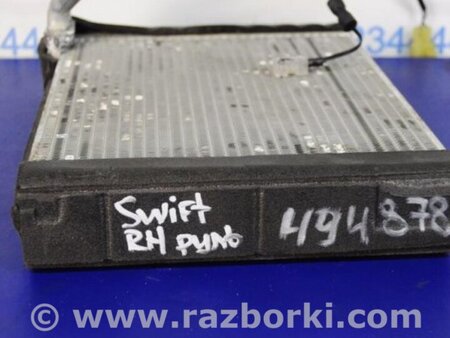 Swift
RH руль
494878
© www.razborki.com